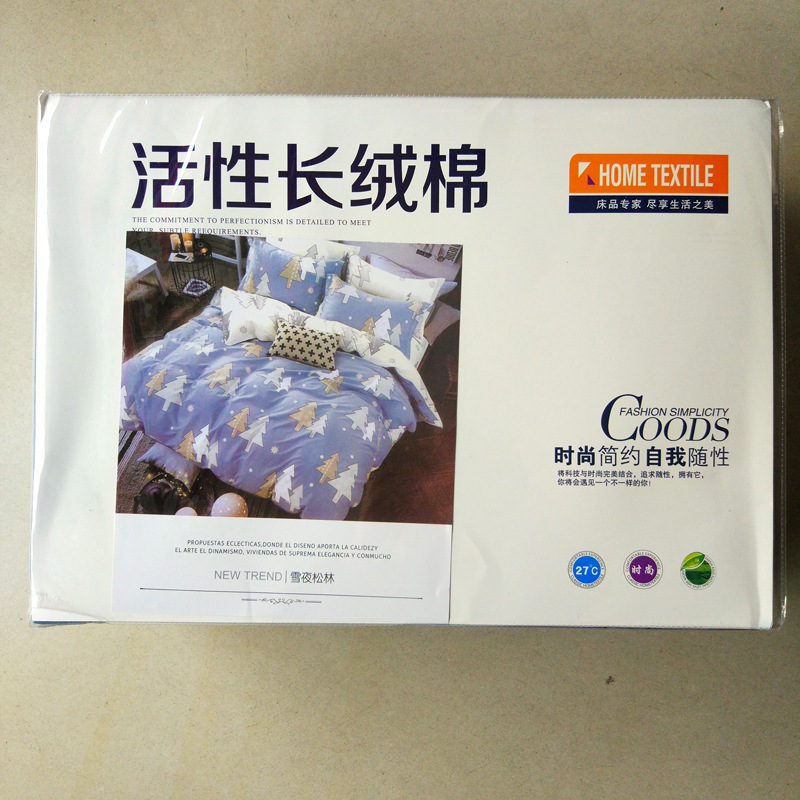 活性长绒棉
THE COMMITMENT TO PERFECTIONISM IS DETAILED TO MEET
YOUR SUBTLE REFOUIREMENTS.
HOME TEXTILE
床品专家 尽享生活之美
FASHION SIMPLICITY
COODS
时尚简约自我随性
将科技与时尚完美结合，追求随性，拥有它，
你将会遇见一个不一样的你！
PROPUESTAS ECLECTICAS,DONDE EL DISENO APORTA LA CALIDEZY
EL ARTE EL DINAMISMO, VIVIENDAS DE SUPREMA ELEGANCIA Y CONMUCHO
NEW TREND|雪夜松林
27°C
时尚